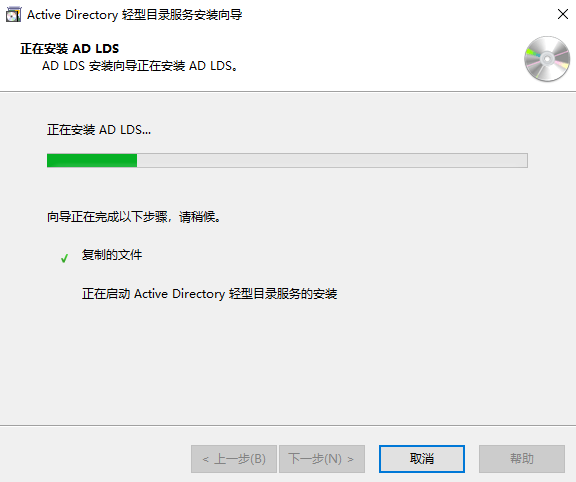 Active Directory 轻型目录服务安装向导
正在安装 AD LDS
AD LDS 安装向导正在安装 AD LDS。
正在安装 AD LDS...
向导正在完成以下步骤，请稍候。
复制的文件
正在启动 Active Directory 轻型目录服务的安装
< 上一步(B)
下一步(N) >
取消
帮助